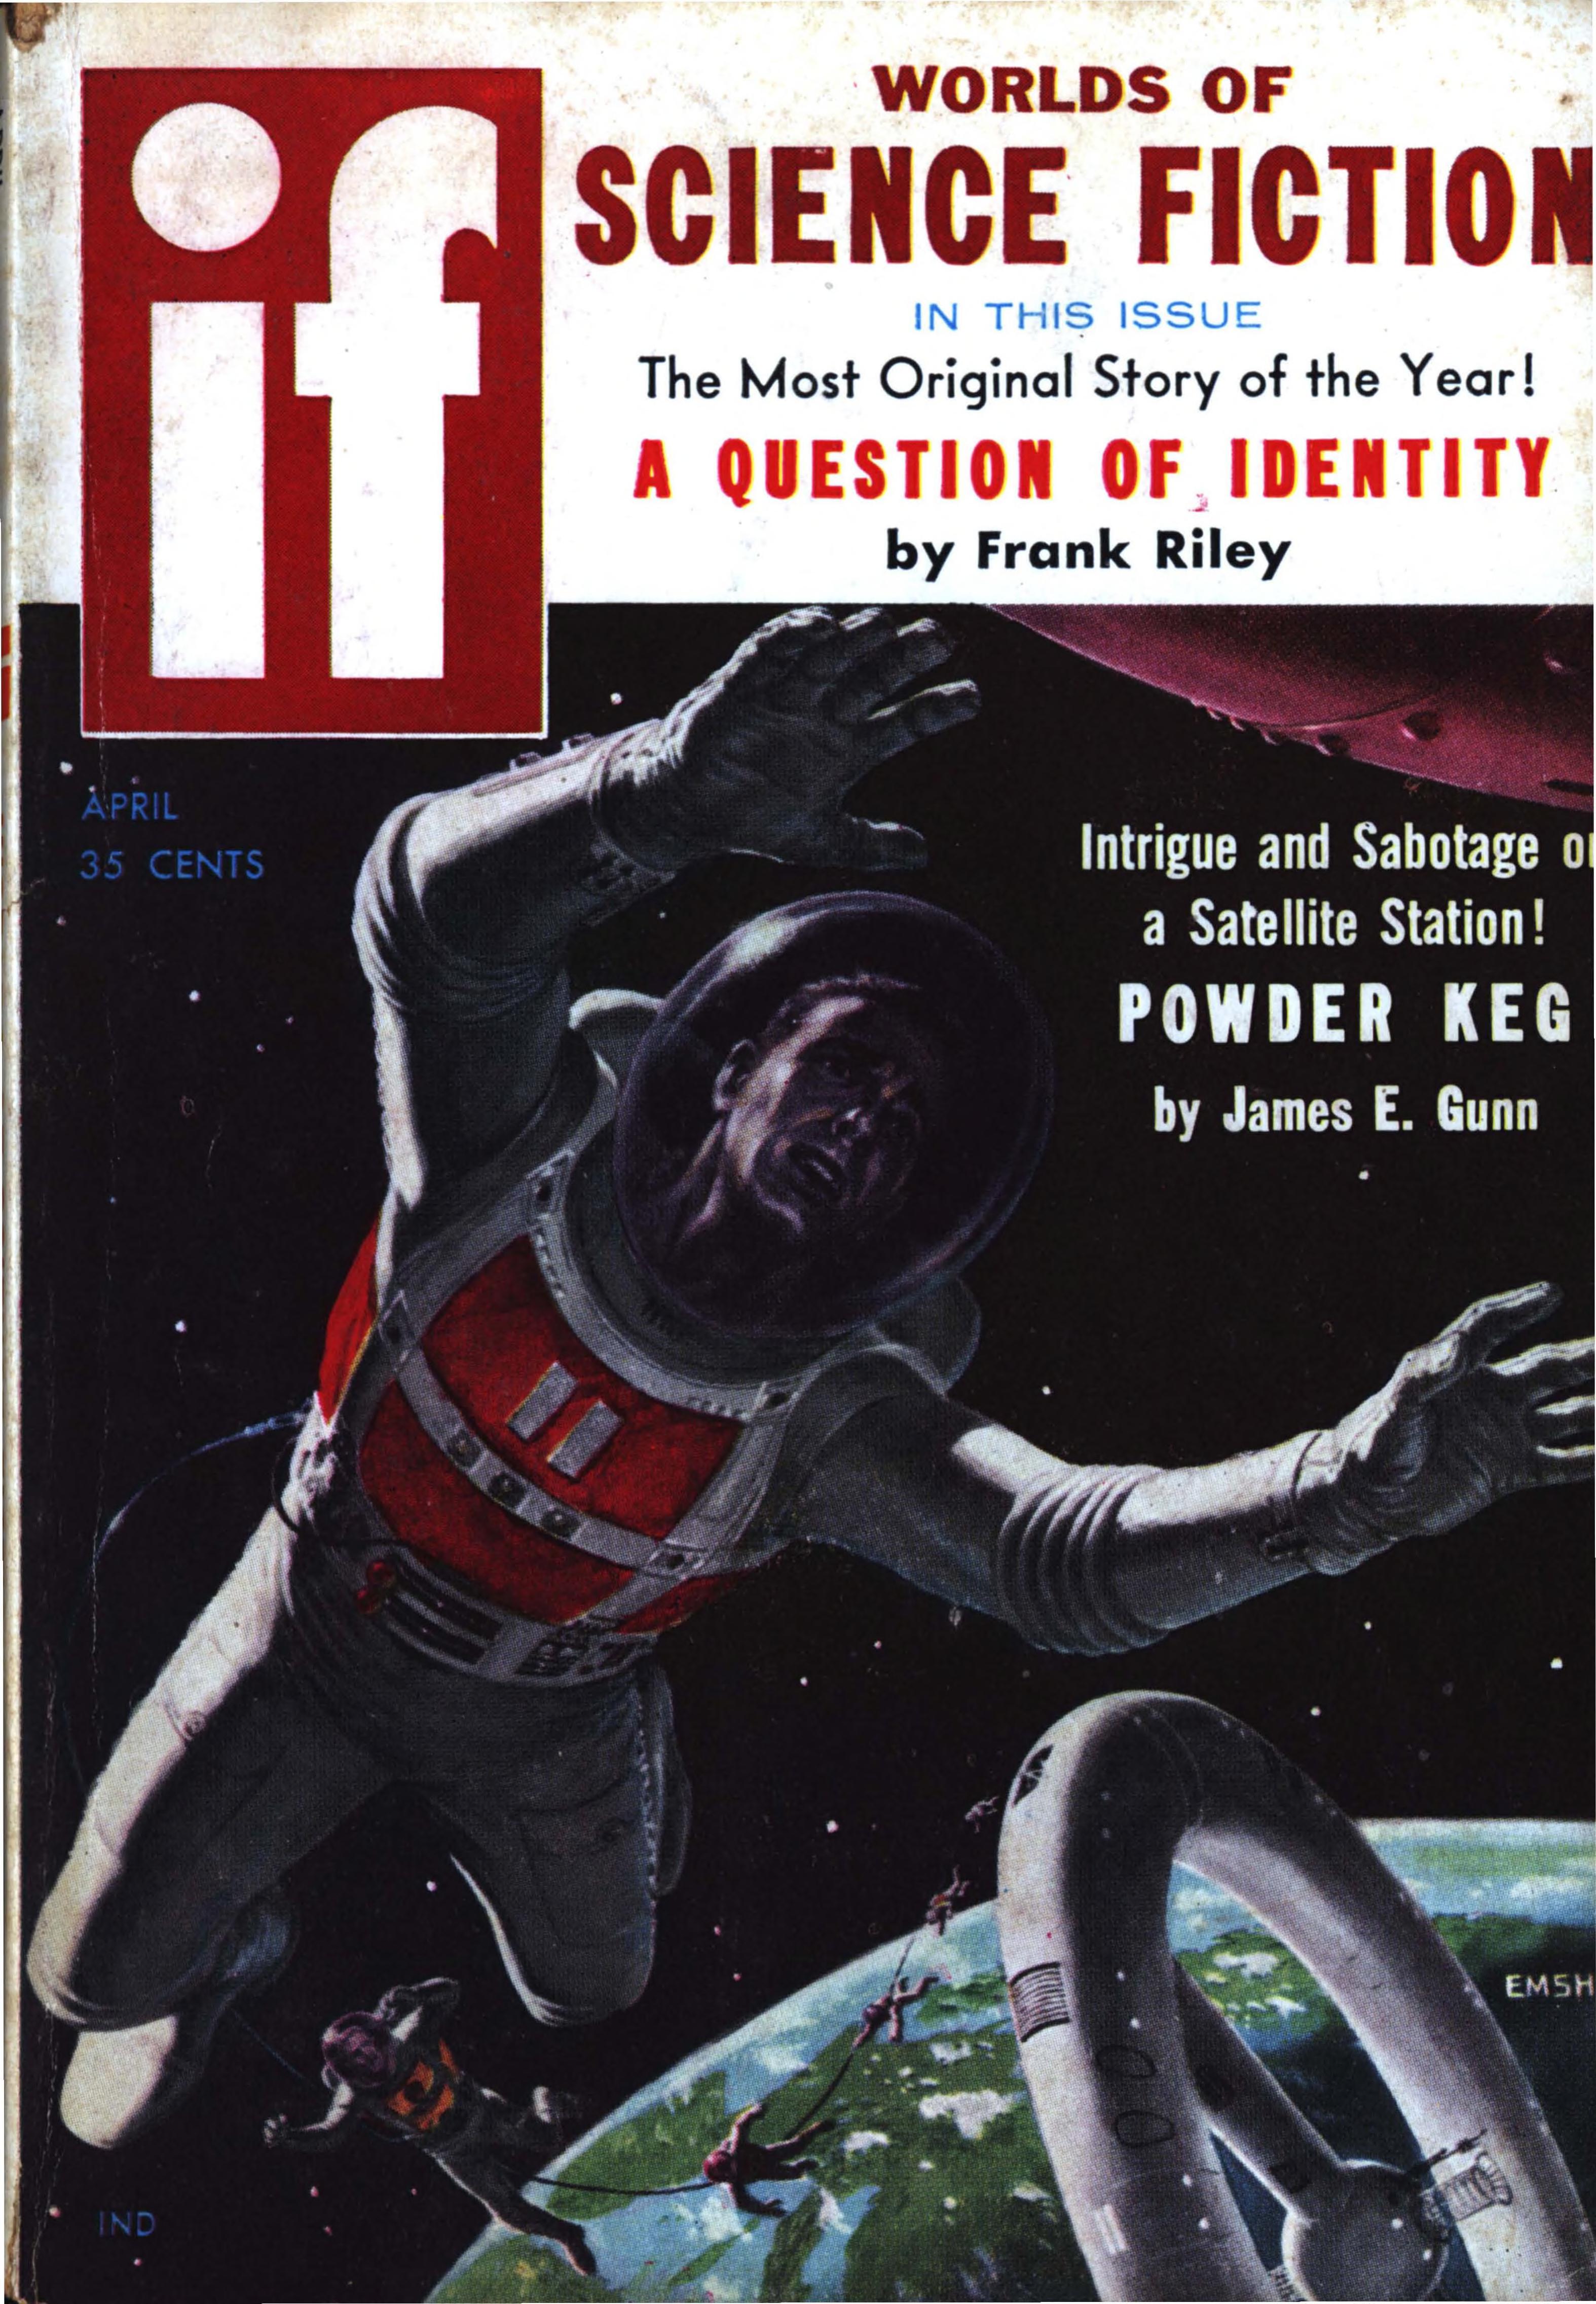 if
WORLDS OF
SCIENCE FICTION
IN THIS ISSUE
The Most Original Story of the Year!
A QUESTION OF IDENTITY
by Frank Riley
APRIL
35 CENTS
Intrigue and Sabotage on
a Satellite Station!
POWDER KEG
by James E. Gunn
EMSH
IND